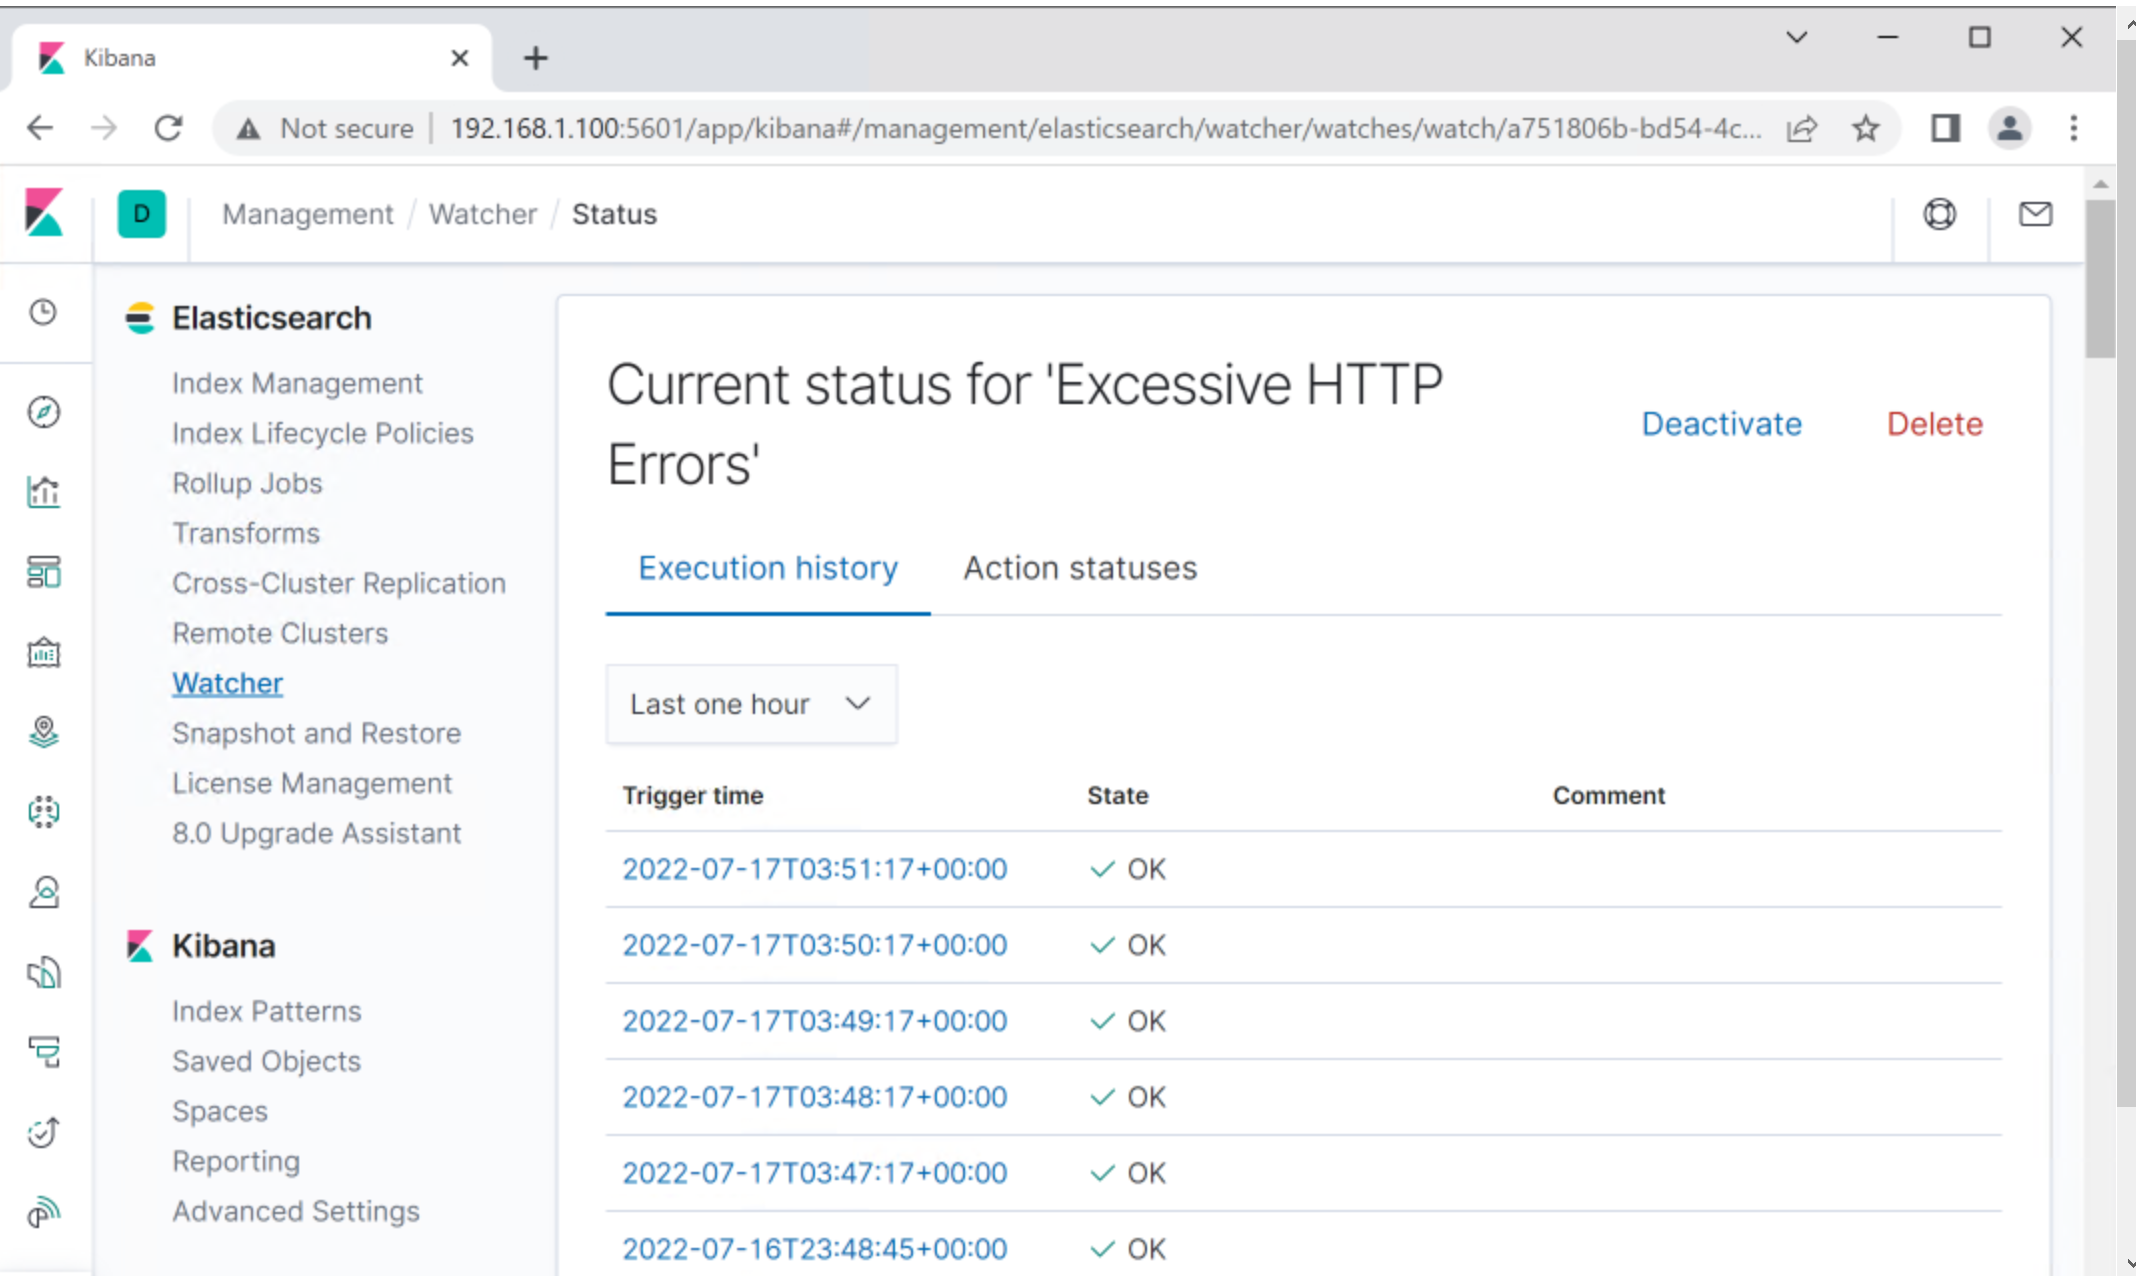 Kibana
Not secure
192.168.1.100:5601/app/kibana#/management/elasticsearch/watcher/watches/watch/a751806b-bd54-4c...
D
Management / Watcher / Status
Elasticsearch
Index Management
Index Lifecycle Policies
Rollup Jobs
Transforms
Cross-Cluster Replication
Remote Clusters
Watcher
Snapshot and Restore
License Management
8.0 Upgrade Assistant
Kibana
Index Patterns
Saved Objects
Spaces
Reporting
Advanced Settings
Current status for 'Excessive HTTP
Errors'
Deactivate
Delete
Execution history
Action statuses
Last one hour
Trigger time State Comment
2022-07-17T03:51:17+00:00 OK
2022-07-17T03:50:17+00:00 OK
2022-07-17T03:49:17+00:00 OK
2022-07-17T03:48:17+00:00 OK
2022-07-17T03:47:17+00:00 OK
2022-07-16T23:48:45+00:00 OK